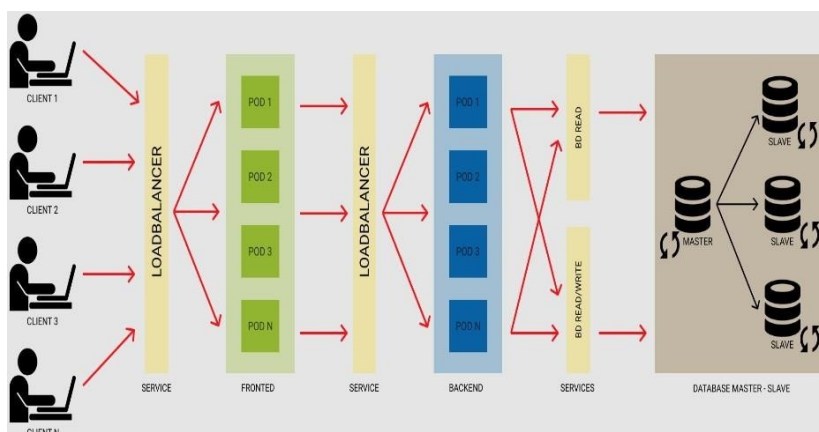 CLIENT 1
CLIENT 2
CLIENT 3
CLIENT N
LOADBALANCER
SERVICE
POD 1
POD 2
POD 3
POD N
FRONTED
LOADBALANCER
SERVICE
POD 1
POD 2
POD 3
POD N
BACKEND
BD READ
BD READ/WRITE
SERVICES
MASTER
SLAVE
SLAVE
SLAVE
DATABASE MASTER - SLAVE